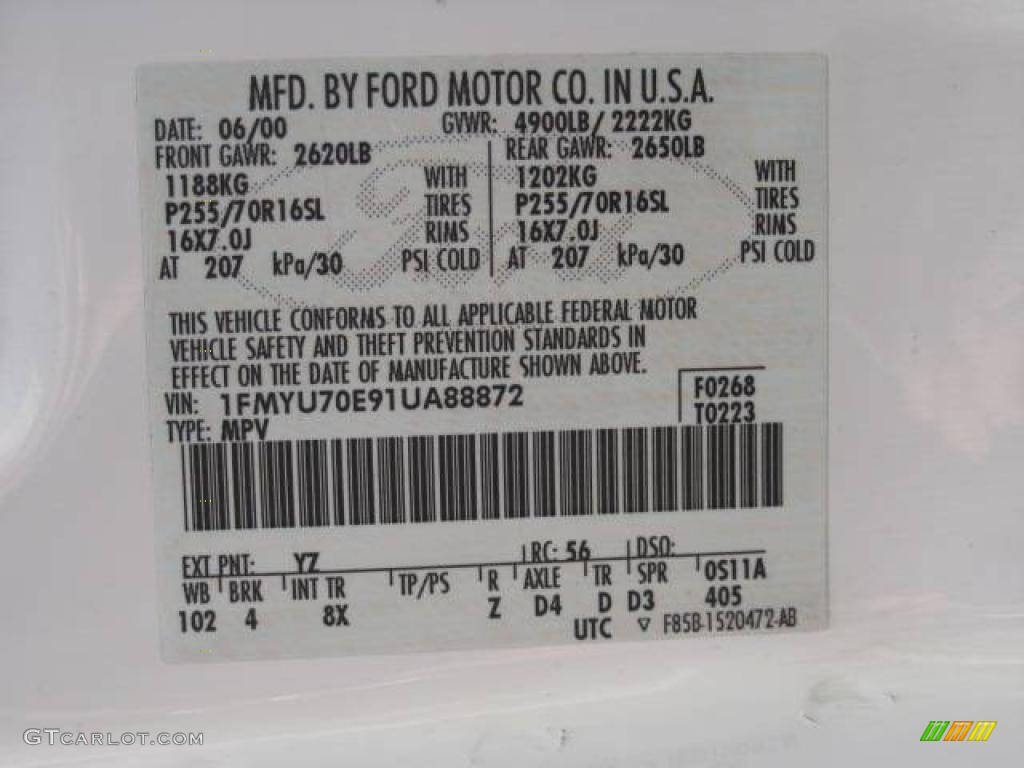 MFD. BY FORD MOTOR CO. IN U.S.A.
DATE: 06/00 GVWR: 4900LB/ 2222KG
FRONT GAWR: 2620LB REAR GAWR: 2650LB
1188KG WITH 1202KG WITH
P255/70R16SL TIRES P255/70R16SL TIRES
16X7.0J RIMS 16X7.0J RIMS
AT 207 kPa/30 PSI COLD AT 207 kPa/30 PSI COLD
THIS VEHICLE CONFORMS TO ALL APPLICABLE FEDERAL MOTOR
VEHICLE SAFETY AND THEFT PREVENTION STANDARDS IN
EFFECT ON THE DATE OF MANUFACTURE SHOWN ABOVE.
VIN: 1FMYU70E91UA88872 F0268
TYPE: MPV T0223
EXT PNT: YZ RC: 56 DSO:
WB BRK INT TR TP/PS R AXLE TR SPR 0S11A
102 4 8X Z D4 D D3 405
UTC ▽ F85B-1520472-AB
GTCARLOT.COM